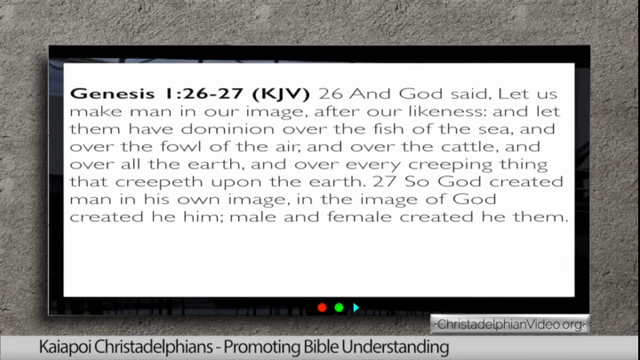 Genesis 1:26-27 (KJV) 26 And God said, Let us
make man in our image, after our likeness: and let
them have dominion over the fish of the sea, and
over the fowl of the air, and over the cattle, and
over all the earth, and over every creeping thing
that creepeth upon the earth. 27 So God created
man in his own image, in the image of God
created he him; male and female created he them.
ChristadelphianVideo.org
Kaiapoi Christadelphians - Promoting Bible Understanding